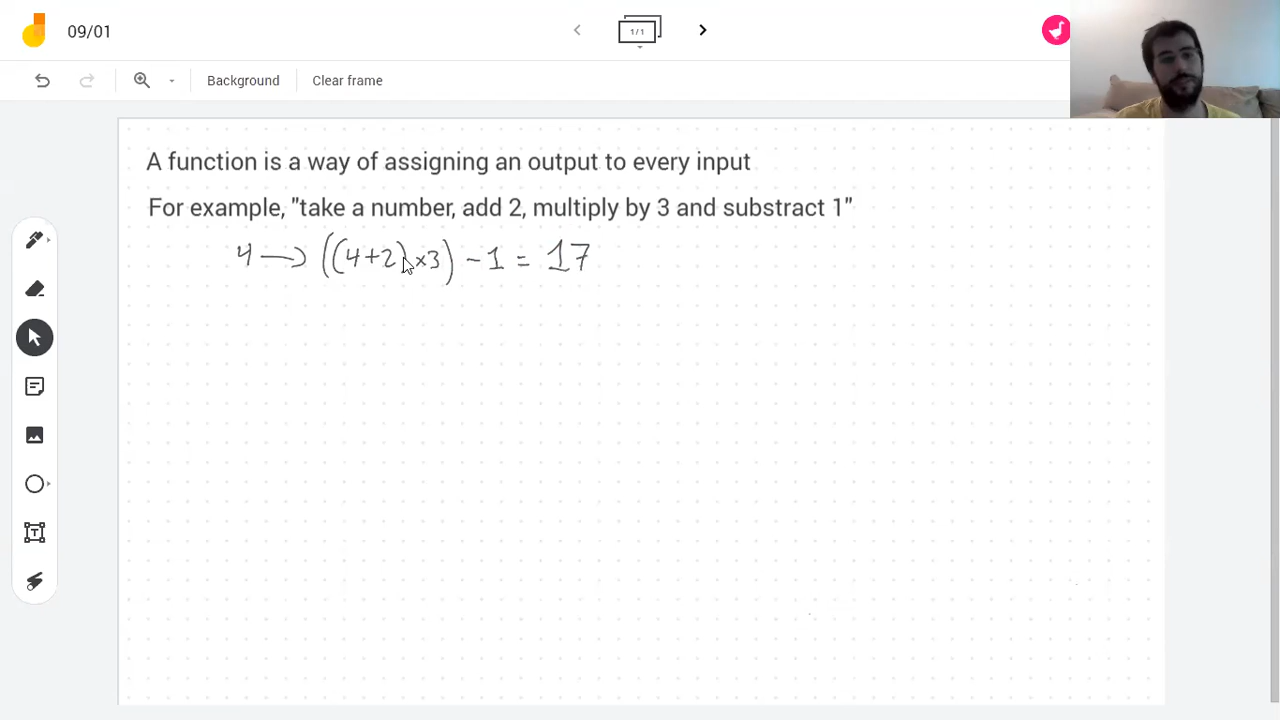 09/01
1/1
Background
Clear frame
A function is a way of assigning an output to every input
For example, "take a number, add 2, multiply by 3 and substract 1"
4 → ((4+2)×3) - 1 = 17
T